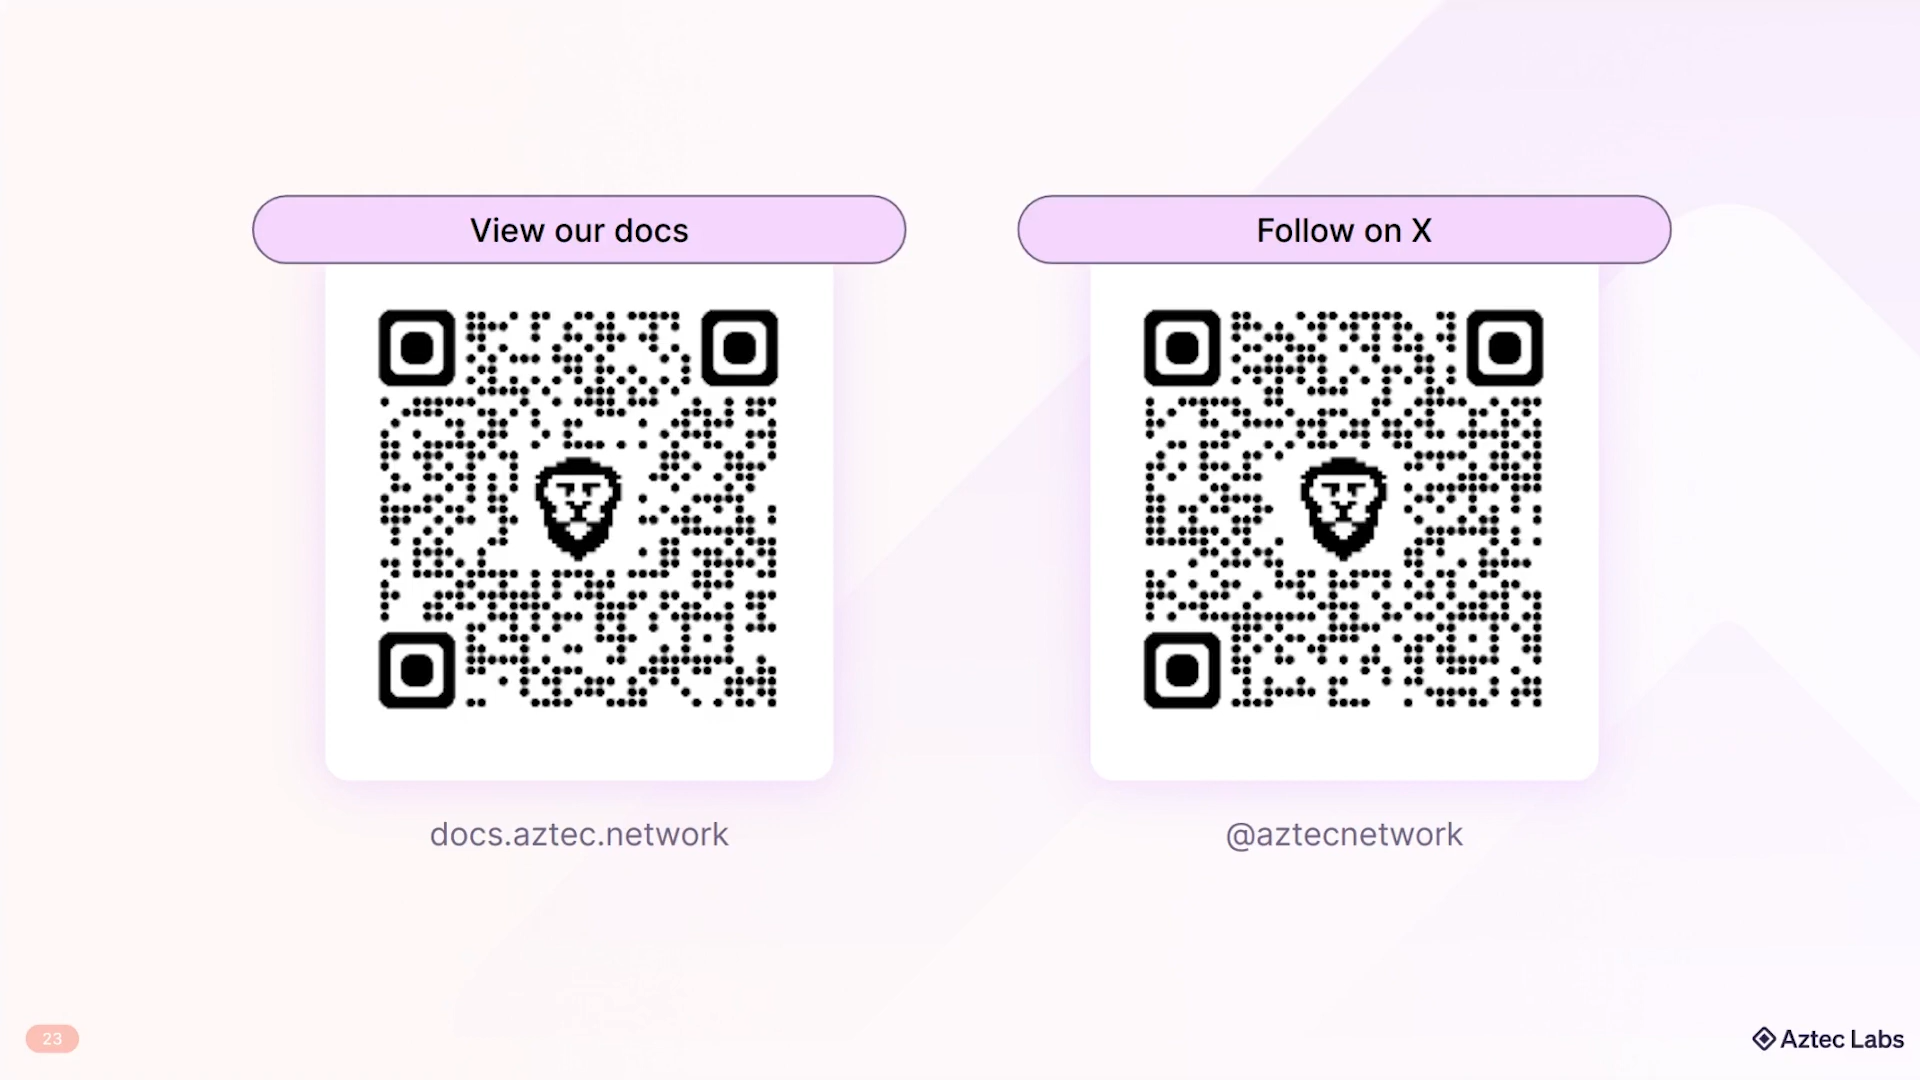 View our docs
Follow on X
docs.aztec.network
@aztecnetwork
23
Aztec Labs